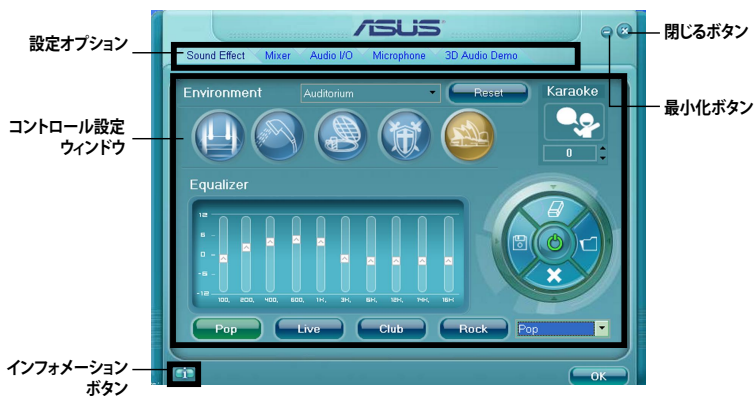 ASUS
設定オプション
閉じるボタン
Sound Effect Mixer Audio I/O Microphone 3D Audio Demo
最小化ボタン
Environment Auditorium Reset Karaoke
コントロール設定
ウィンドウ
0
Equalizer
12
6
0
-6
-12
100, 200, 400, 600, 1K, 3K, 6K, 12K, 14K, 16K
Pop Live Club Rock Pop
インフォメーション
ボタン
i
OK